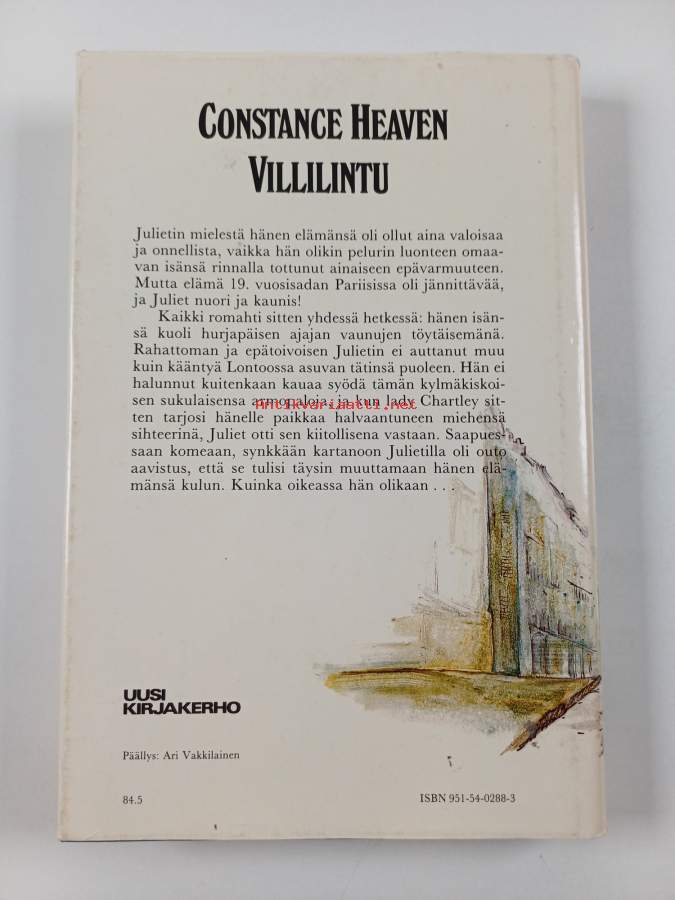 CONSTANCE HEAVEN
VILLILINTU
Julietin mielestä hänen elämänsä oli ollut aina valoisaa
ja onnellista, vaikka hän olikin pelurin luonteen omaa-
van isänsä rinnalla tottunut ainaiseen epävarmuuteen.
Mutta elämä 19. vuosisadan Pariisissa oli jännittävää,
ja Juliet nuori ja kaunis!
Kaikki romahti sitten yhdessä hetkessä: hänen isän-
sä kuoli hurjapäisen ajajan vaunujen töytäisemänä.
Rahattoman ja epätoivoisen Julietin ei auttanut muu
kuin kääntyä Lontoossa asuvan tätinsä puoleen. Hän ei
halunnut kuitenkaan kauaa syödä tämän kylmäkiskoi-
sen sukulaisensa armopaloja, ja kun lady Chartley sit-
Antikvariaatti.net
ten tarjosi hänelle paikkaa halvaantuneen miehensä
sihteerinä, Juliet otti sen kiitollisena vastaan. Saapues-
saan komeaan, synkkään kartanoon Julietilla oli outo
aavistus, että se tulisi täysin muuttamaan hänen elä-
mänsä kulun. Kuinka oikeassa hän olikaan . . .
UUSI
KIRJAKERHO
Päällys: Ari Vakkilainen
84.5
ISBN 951-54-0288-3